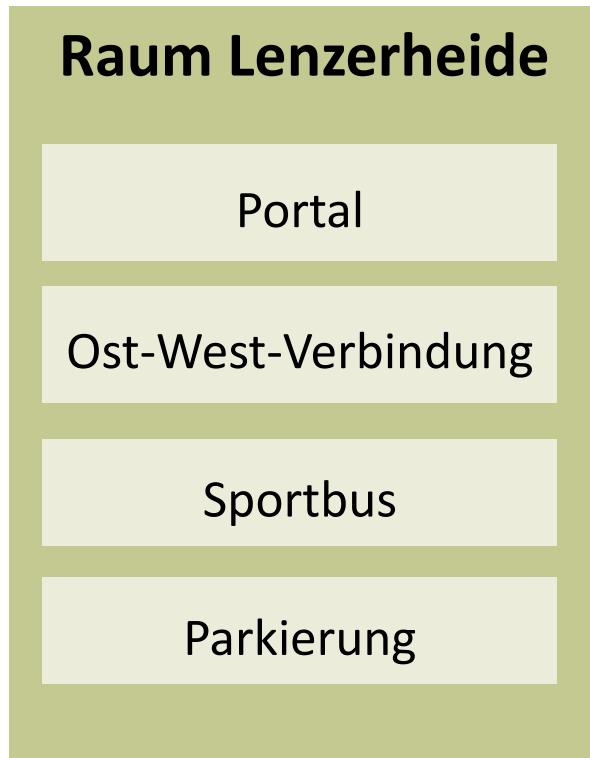 Raum Lenzerheide
Portal
Ost-West-Verbindung
Sportbus
Parkierung